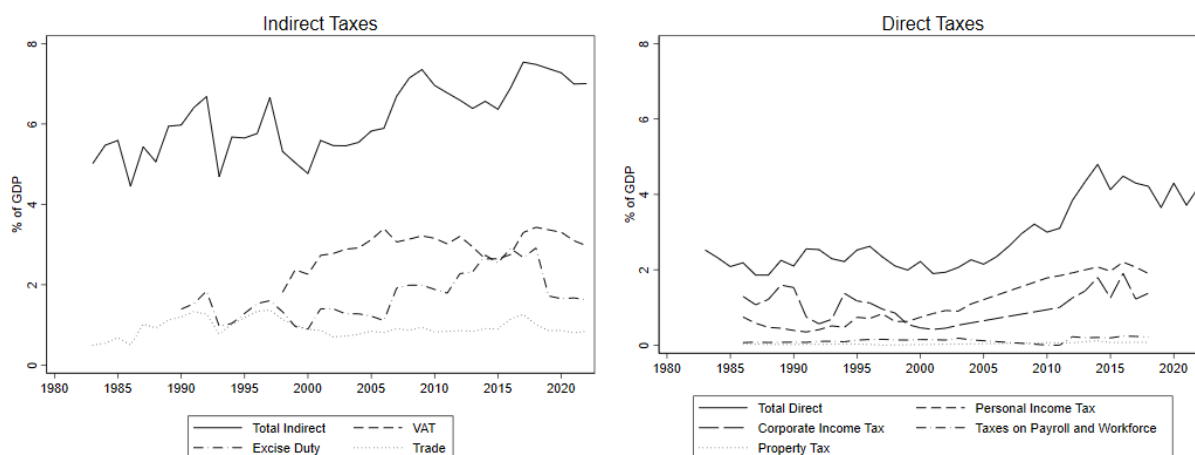 Indirect Taxes
% of GDP
8
6
4
2
0
1980 1985 1990 1995 2000 2005 2010 2015 2020
Total Indirect VAT
Excise Duty Trade
Direct Taxes
% of GDP
8
6
4
2
0
1980 1985 1990 1995 2000 2005 2010 2015 2020
Total Direct Personal Income Tax
Corporate Income Tax Taxes on Payroll and Workforce
Property Tax